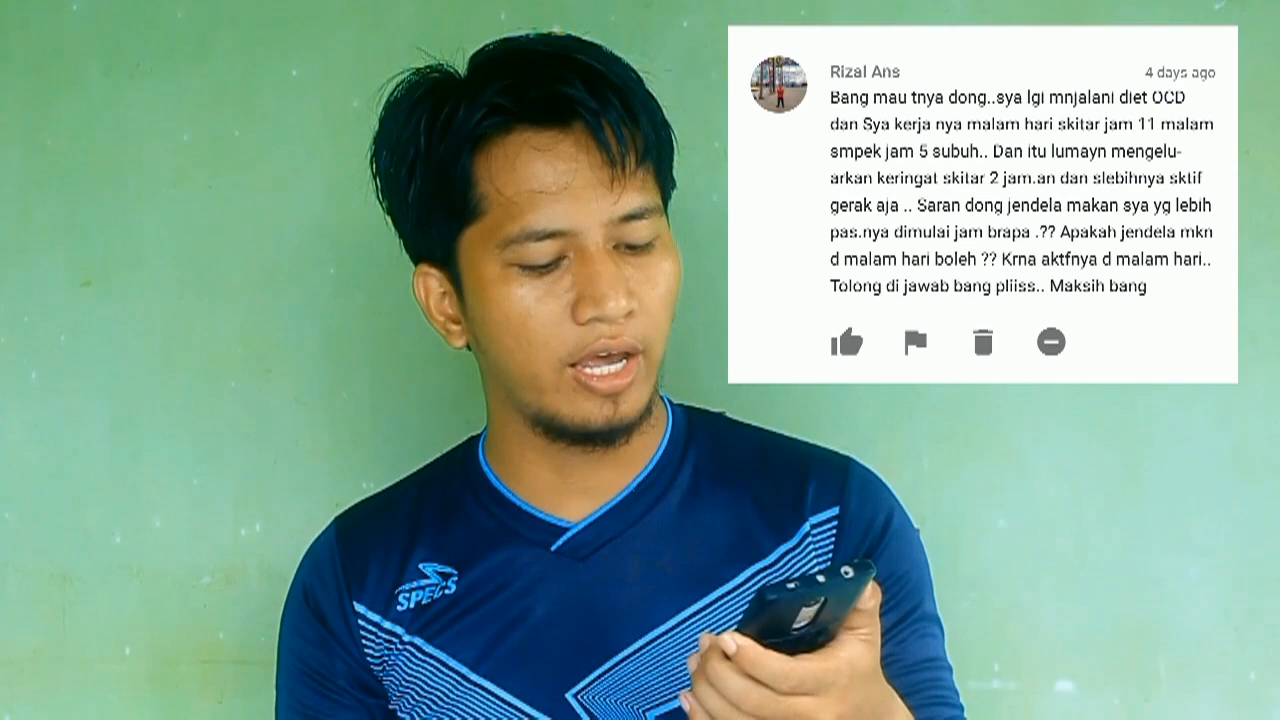 Rizal Ans
4 days ago
Bang mau tnya dong..sya lgi mnjalani diet OCD
dan Sya kerja nya malam hari skitar jam 11 malam
smpek jam 5 subuh.. Dan itu lumayn mengelu-
arkan keringat skitar 2 jam.an dan slebihnya sktif
gerak aja .. Saran dong jendela makan sya yg lebih
pas.nya dimulai jam brapa .?? Apakah jendela mkn
d malam hari boleh ?? Krna aktfnya d malam hari..
Tolong di jawab bang pliiss.. Maksih bang
SPECS